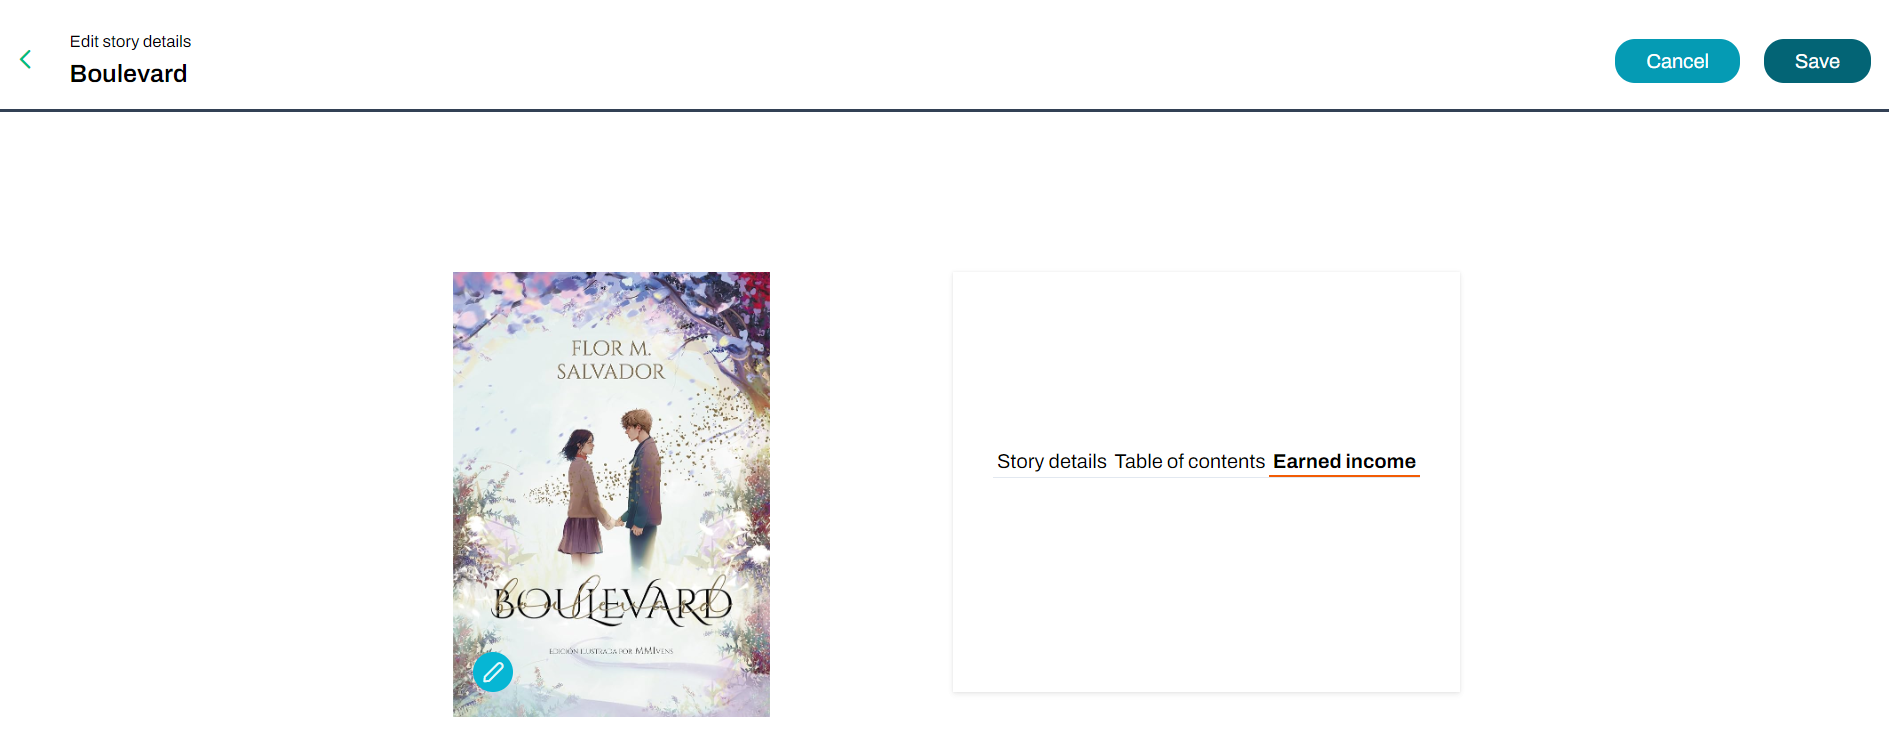 Edit story details
Boulevard
Cancel
Save
FLOR M.
SALVADOR
BOULEVARD
boulevard
EDICIÓN ILUSTRADA POR MMIVENS
Story details
Table of contents
Earned income